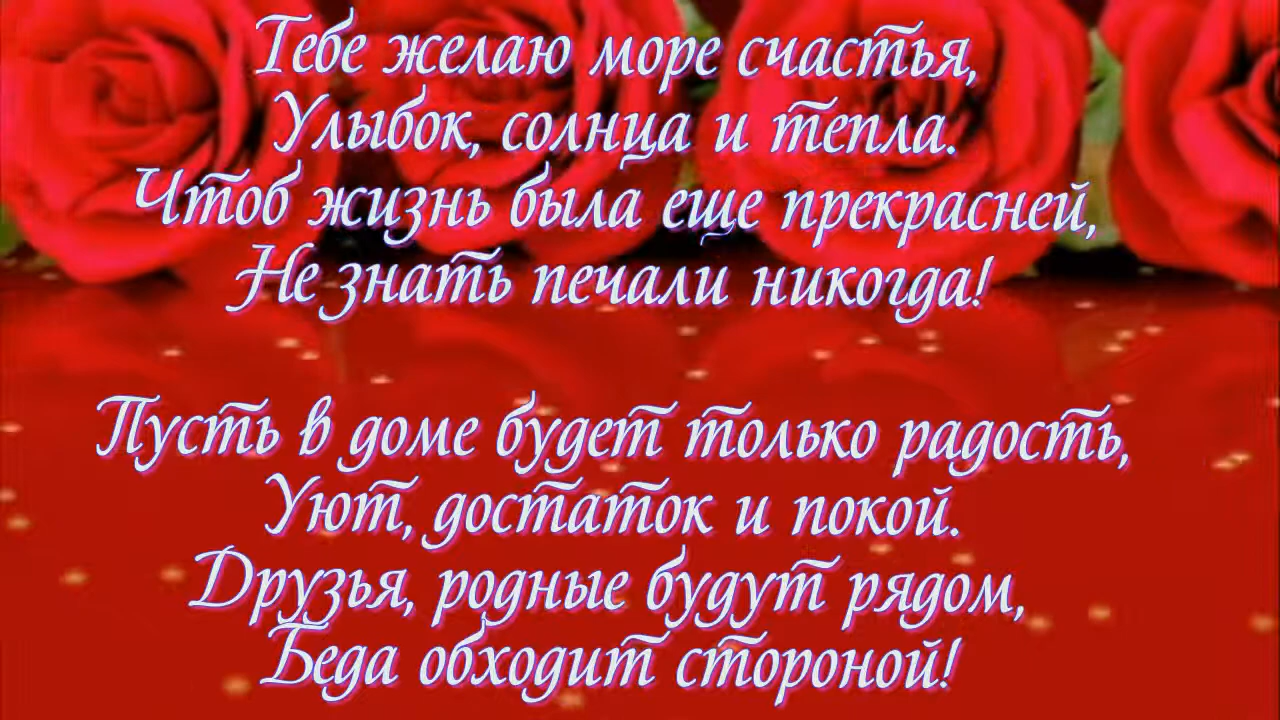 Тебе желаю море счастья,
Улыбок, солнца и тепла.
Чтоб жизнь была еще прекрасней,
Не знать печали никогда!
Пусть в доме будет только радость,
Уют, достаток и покой.
Друзья, родные будут рядом,
Беда обходит стороной!